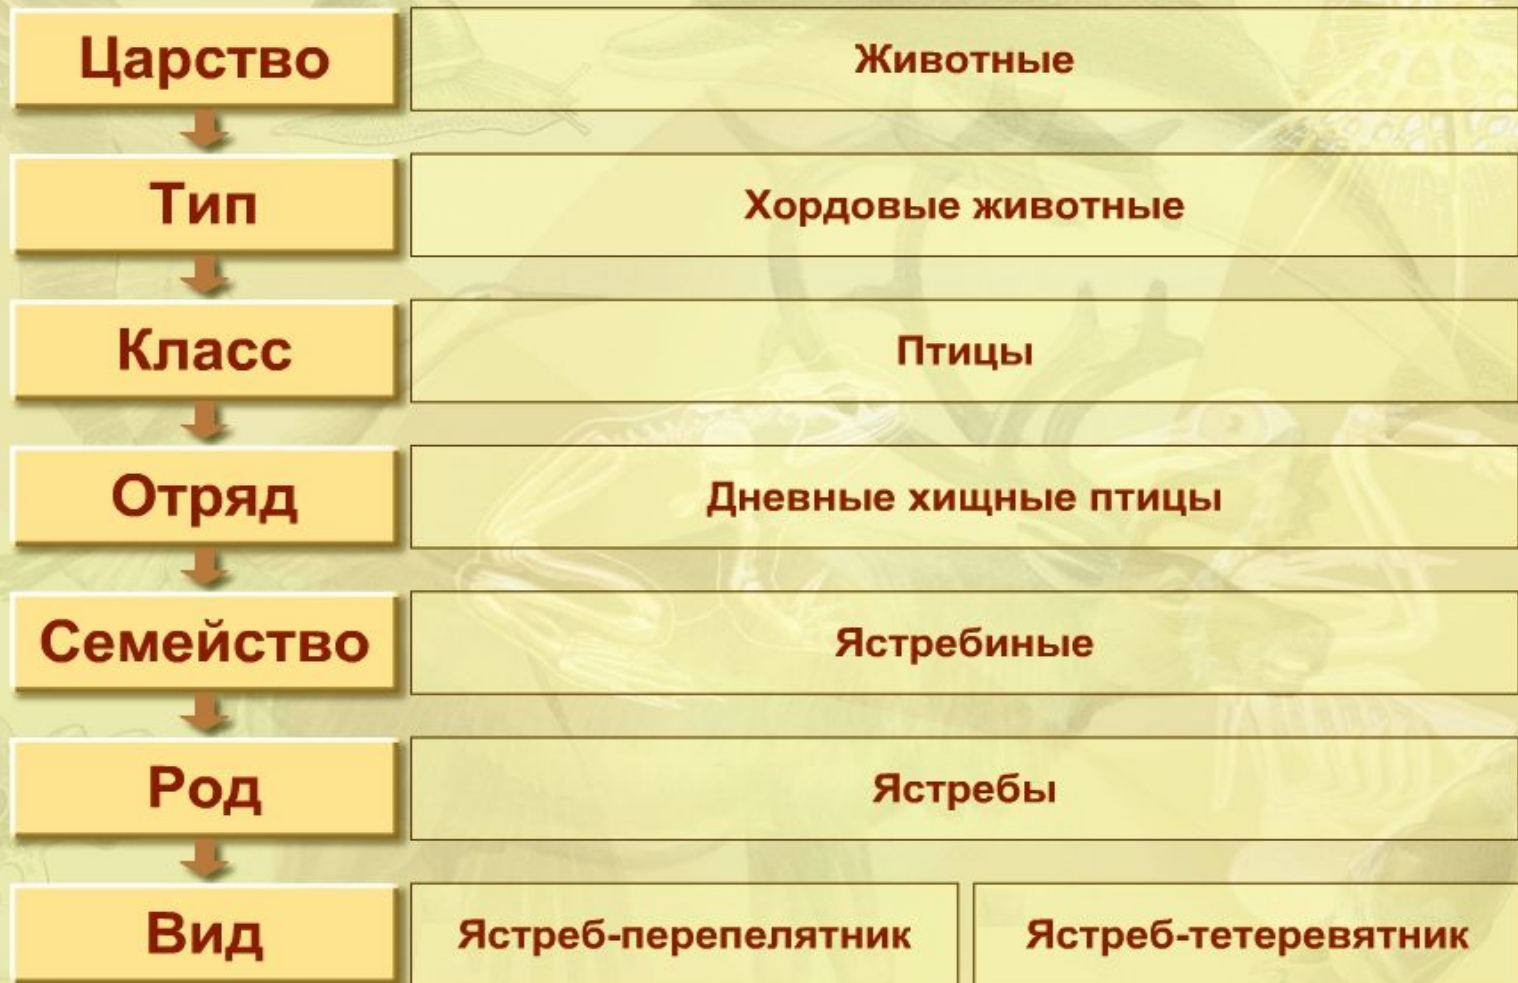 Царство Животные
Тип Хордовые животные
Класс Птицы
Отряд Дневные хищные птицы
Семейство Ястребиные
Род Ястребы
Вид Ястреб-перепелятник Ястреб-тетеревятник